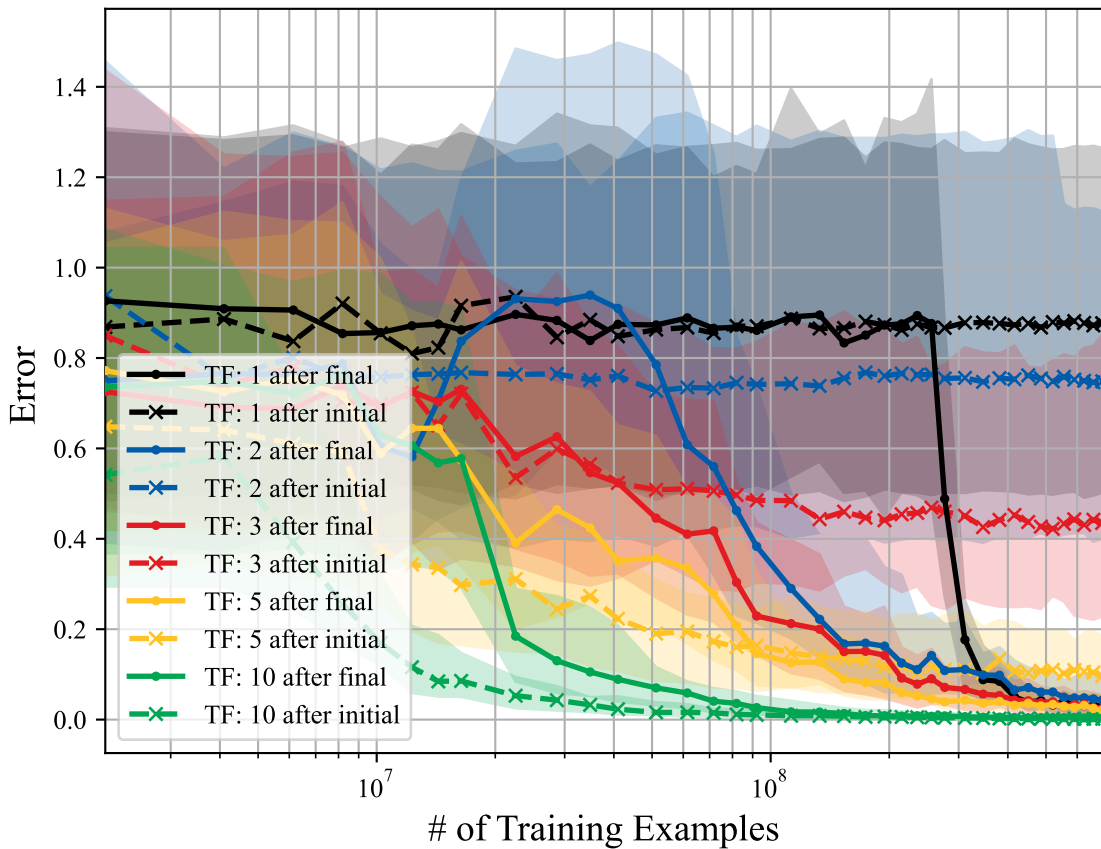 1.4
1.2
1.0
0.8
0.6
0.4
0.2
0.0
Error
TF: 1 after final
TF: 1 after initial
TF: 2 after final
TF: 2 after initial
TF: 3 after final
TF: 3 after initial
TF: 5 after final
TF: 5 after initial
TF: 10 after final
TF: 10 after initial
10⁷
10⁸
# of Training Examples